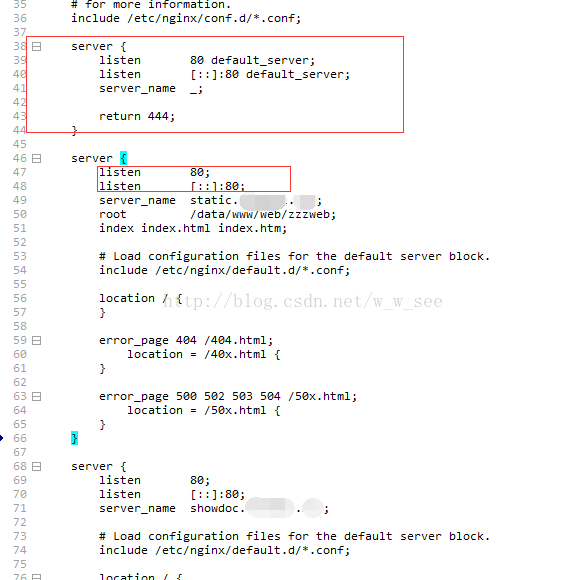 35 # for more information.
36 include /etc/nginx/conf.d/*.conf;
37
38 server {
39 listen 80 default_server;
40 listen [::]:80 default_server;
41 server_name _;
42
43 return 444;
44 }
45
46 server {
47 listen 80;
48 listen [::]:80;
49 server_name static. . ;
50 root /data/www/web/zzzweb;
51 index index.html index.htm;
52
53 # Load configuration files for the default server block.
54 include /etc/nginx/default.d/*.conf;
55
56 location / {
57 }
http://blog.csdn.net/w_w_see
58
59 error_page 404 /404.html;
60 location = /40x.html {
61 }
62
63 error_page 500 502 503 504 /50x.html;
64 location = /50x.html {
65 }
66 }
67
68 server {
69 listen 80;
70 listen [::]:80;
71 server_name showdoc. . ;
72
73 # Load configuration files for the default server block.
74 include /etc/nginx/default.d/*.conf;
75
76 location / {